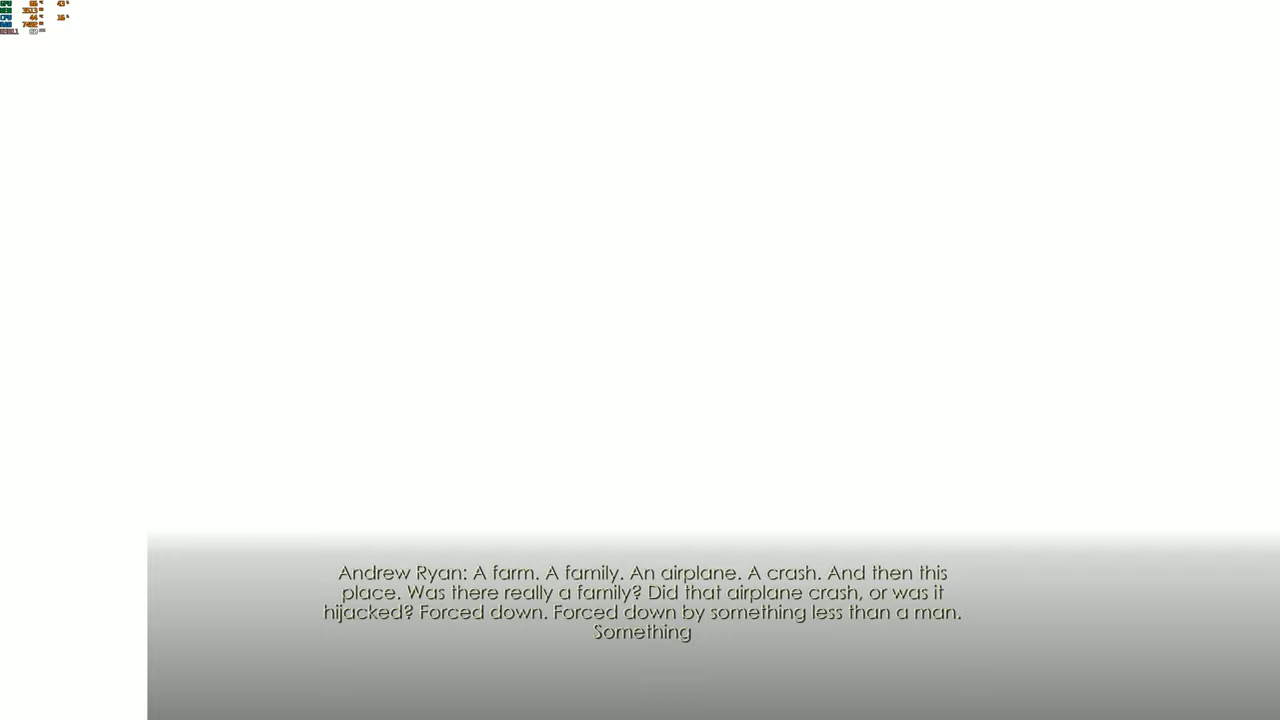 Andrew Ryan: A farm. A family. An airplane. A crash. And then this
place. Was there really a family? Did that airplane crash, or was it
hijacked? Forced down. Forced down by something less than a man.
Something